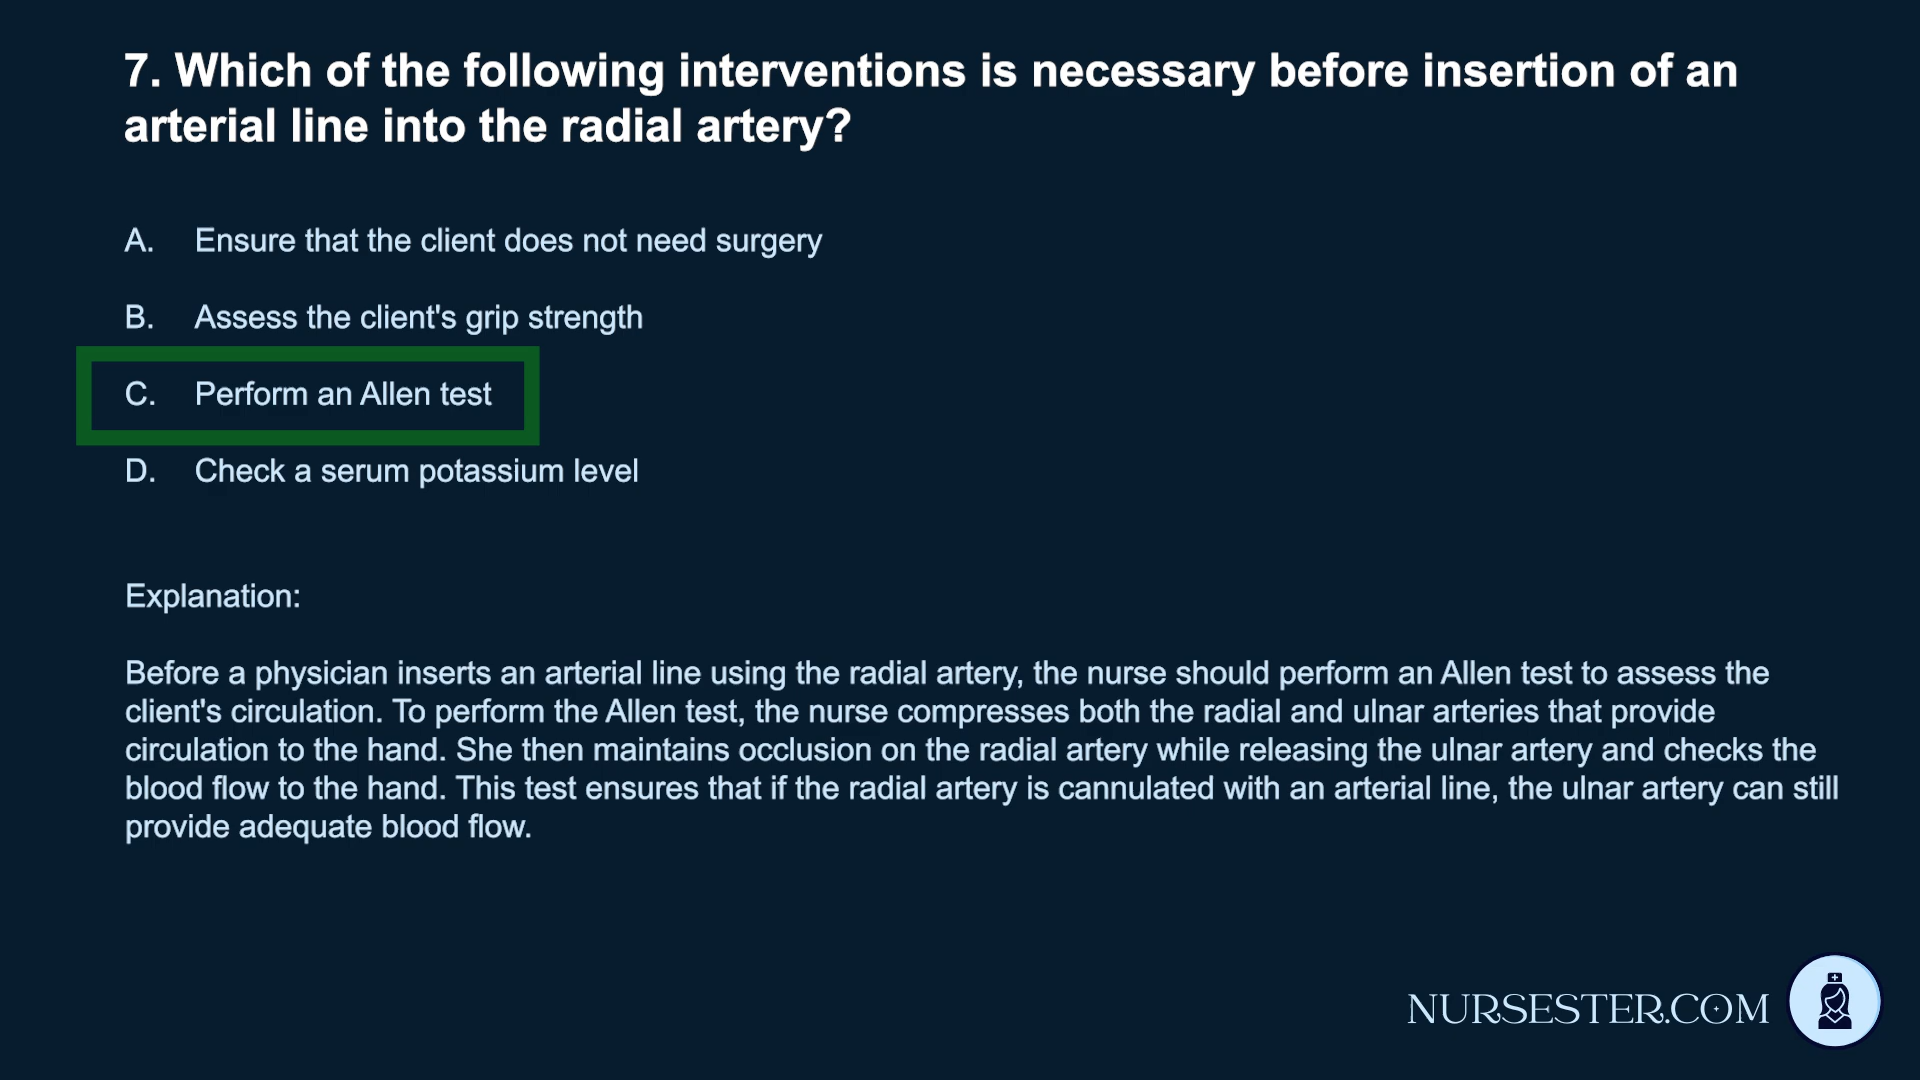 7. Which of the following interventions is necessary before insertion of an
arterial line into the radial artery?
A. Ensure that the client does not need surgery
B. Assess the client's grip strength
C. Perform an Allen test
D. Check a serum potassium level
Explanation:
Before a physician inserts an arterial line using the radial artery, the nurse should perform an Allen test to assess the
client's circulation. To perform the Allen test, the nurse compresses both the radial and ulnar arteries that provide
circulation to the hand. She then maintains occlusion on the radial artery while releasing the ulnar artery and checks the
blood flow to the hand. This test ensures that if the radial artery is cannulated with an arterial line, the ulnar artery can still
provide adequate blood flow.
NURSESTER.COM